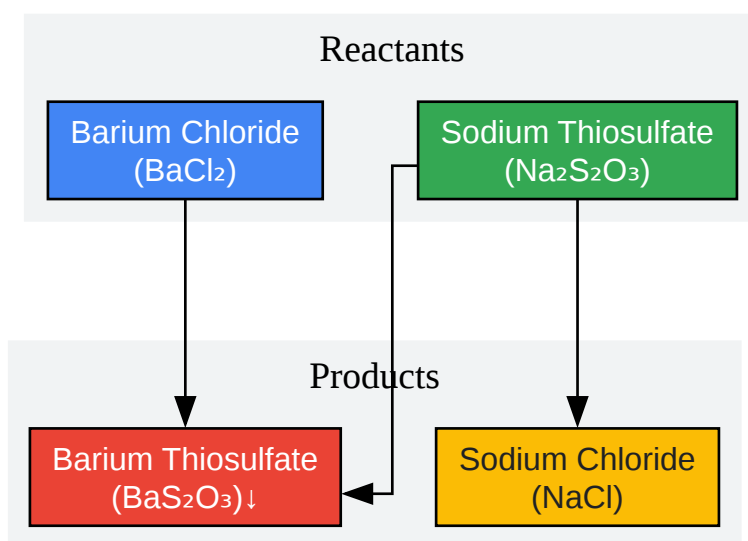 Reactants
Barium Chloride
(BaCl₂)
Sodium Thiosulfate
(Na₂S₂O₃)
Products
Barium Thiosulfate
(BaS₂O₃)↓
Sodium Chloride
(NaCl)